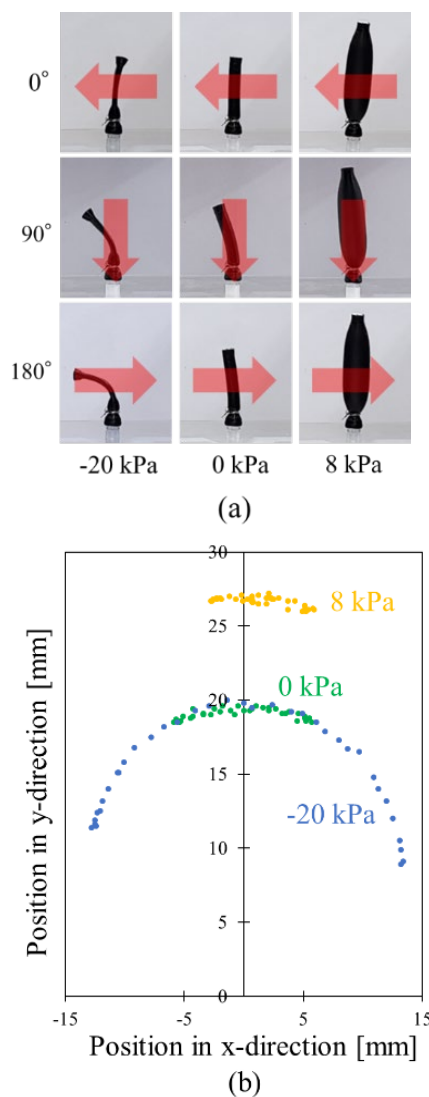 0°
90°
180°
-20 kPa 0 kPa 8 kPa
(a)
30
25
20
15
10
5
0
8 kPa
0 kPa
-20 kPa
Position in y-direction [mm]
-15 -5 5 15
Position in x-direction [mm]
(b)